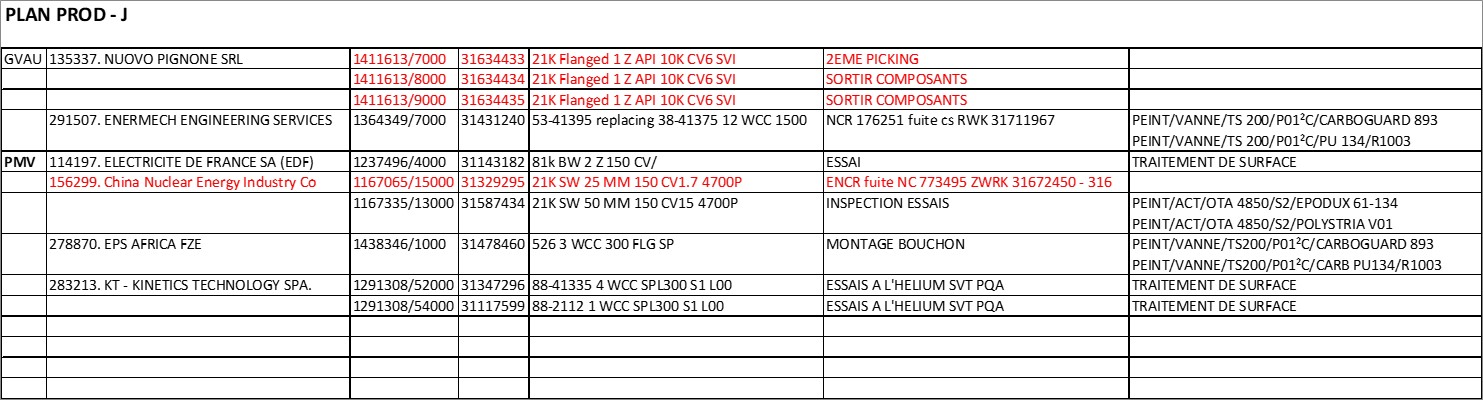 PLAN PROD - J
GVAU 135337. NUOVO PIGNONE SRL 1411613/7000 31634433 21K Flanged 1 Z API 10K CV6 SVI 2EME PICKING
1411613/8000 31634434 21K Flanged 1 Z API 10K CV6 SVI SORTIR COMPOSANTS
1411613/9000 31634435 21K Flanged 1 Z API 10K CV6 SVI SORTIR COMPOSANTS
291507. ENERMECH ENGINEERING SERVICES 1364349/7000 31431240 53-41395 replacing 38-41375 12 WCC 1500 NCR 176251 fuite cs RWK 31711967 PEINT/VANNE/TS 200/P01²C/CARBOGUARD 893
PEINT/VANNE/TS 200/P01²C/PU 134/R1003
PMV 114197. ELECTRICITE DE FRANCE SA (EDF) 1237496/4000 31143182 81k BW 2 Z 150 CV/ ESSAI TRAITEMENT DE SURFACE
156299. China Nuclear Energy Industry Co 1167065/15000 31329295 21K SW 25 MM 150 CV1.7 4700P ENCR fuite NC 773495 ZWRK 31672450 - 316
1167335/13000 31587434 21K SW 50 MM 150 CV15 4700P INSPECTION ESSAIS PEINT/ACT/OTA 4850/S2/EPODUX 61-134
PEINT/ACT/OTA 4850/S2/POLYSTRIA V01
278870. EPS AFRICA FZE 1438346/1000 31478460 526 3 WCC 300 FLG SP MONTAGE BOUCHON PEINT/VANNE/TS200/P01²C/CARBOGUARD 893
PEINT/VANNE/TS200/P01²C/CARB PU134/R1003
283213. KT - KINETICS TECHNOLOGY SPA. 1291308/52000 31347296 88-41335 4 WCC SPL300 S1 L00 ESSAIS A L'HELIUM SVT PQA TRAITEMENT DE SURFACE
1291308/54000 31117599 88-2112 1 WCC SPL300 S1 L00 ESSAIS A L'HELIUM SVT PQA TRAITEMENT DE SURFACE